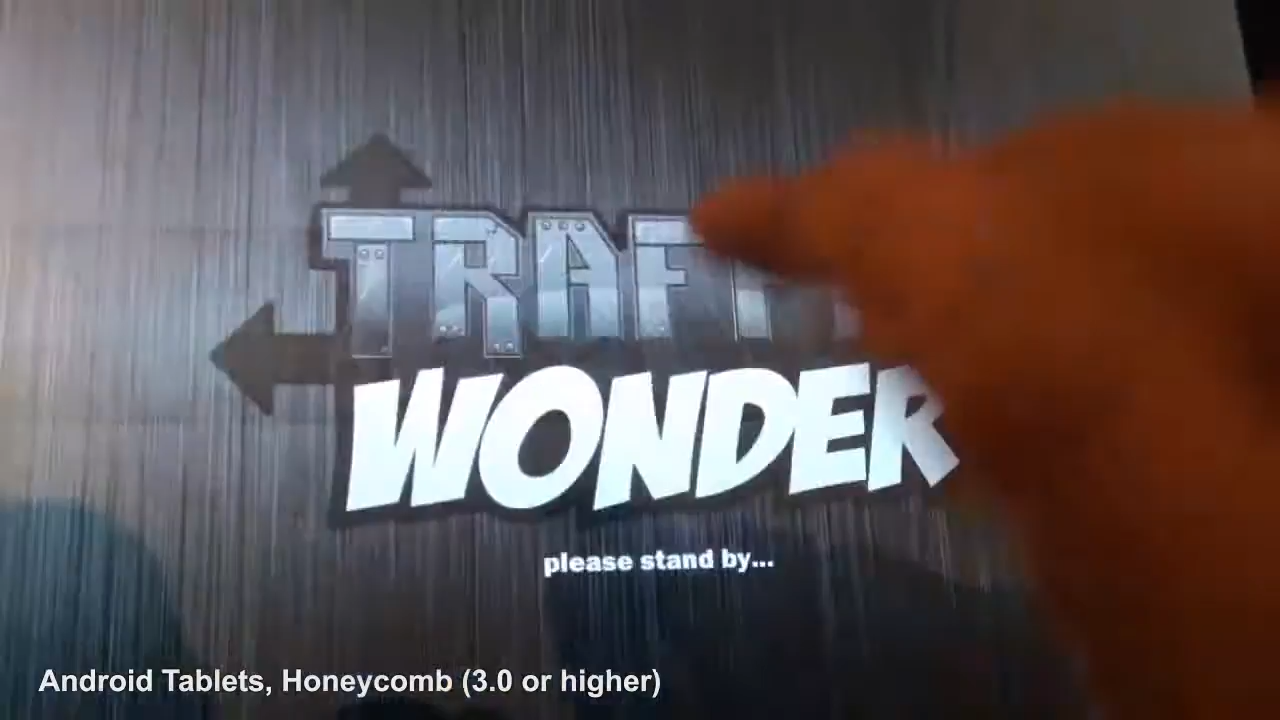 WONDER
please stand by...
Android Tablets, Honeycomb (3.0 or higher)